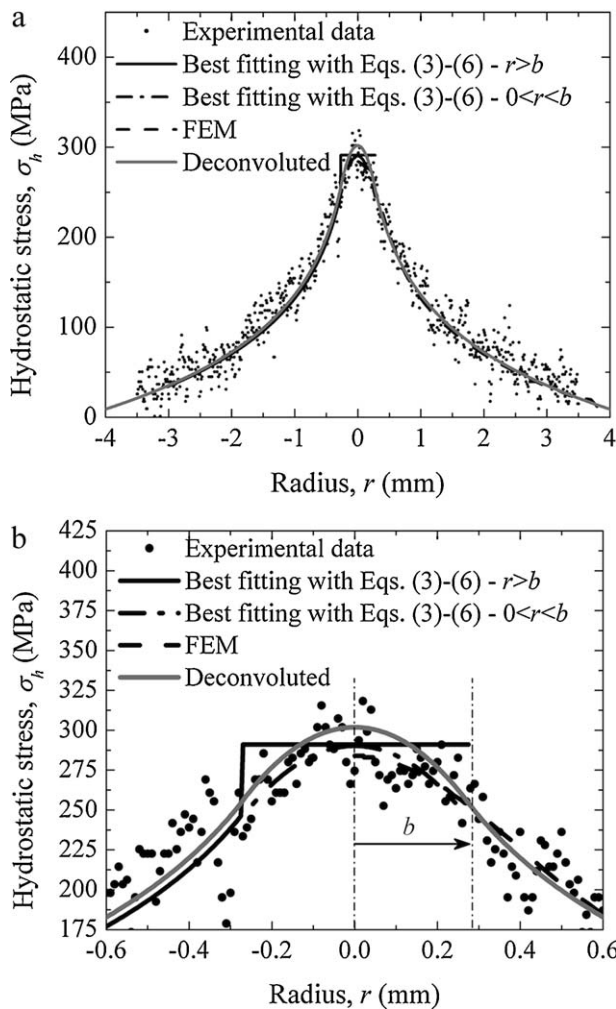 a
Experimental data
Best fitting with Eqs. (3)-(6) - r>b
Best fitting with Eqs. (3)-(6) - 0<r<b
FEM
Deconvoluted
Hydrostatic stress, σh (MPa)
400
300
200
100
0
-4 -3 -2 -1 0 1 2 3 4
Radius, r (mm)
b
Experimental data
Best fitting with Eqs. (3)-(6) - r>b
Best fitting with Eqs. (3)-(6) - 0<r<b
FEM
Deconvoluted
Hydrostatic stress, σh (MPa)
425
400
375
350
325
300
275
250
225
200
175
b
-0.6 -0.4 -0.2 0.0 0.2 0.4 0.6
Radius, r (mm)